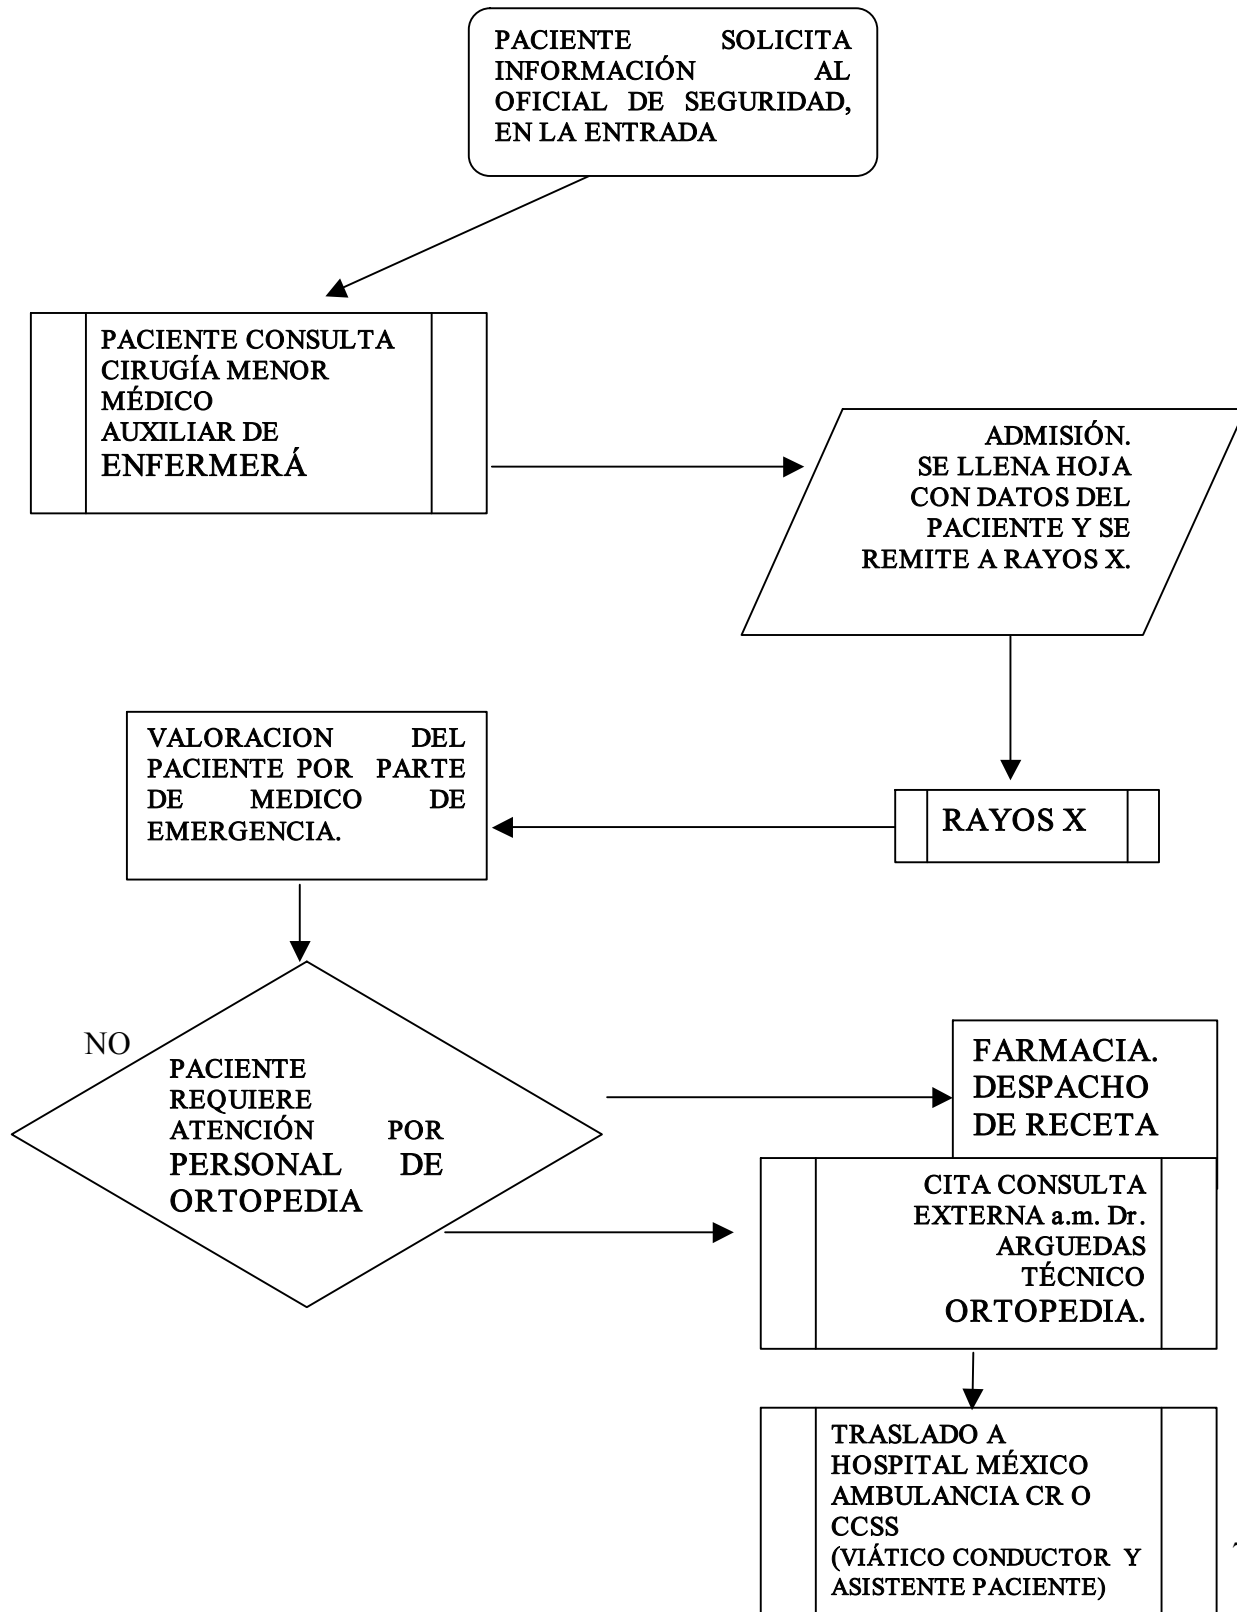 PACIENTE SOLICITA
INFORMACIÓN AL
OFICIAL DE SEGURIDAD,
EN LA ENTRADA
PACIENTE CONSULTA
CIRUGÍA MENOR
MÉDICO
AUXILIAR DE
ENFERMERÁ
ADMISIÓN.
SE LLENA HOJA
CON DATOS DEL
PACIENTE Y SE
REMITE A RAYOS X.
RAYOS X
VALORACION DEL
PACIENTE POR PARTE
DE MEDICO DE
EMERGENCIA.
NO
PACIENTE
REQUIERE
ATENCIÓN POR
PERSONAL DE
ORTOPEDIA
FARMACIA.
DESPACHO
DE RECETA
CITA CONSULTA
EXTERNA a.m. Dr.
ARGUEDAS
TÉCNICO
ORTOPEDIA.
TRASLADO A
HOSPITAL MÉXICO
AMBULANCIA CR O
CCSS
(VIÁTICO CONDUCTOR Y
ASISTENTE PACIENTE)